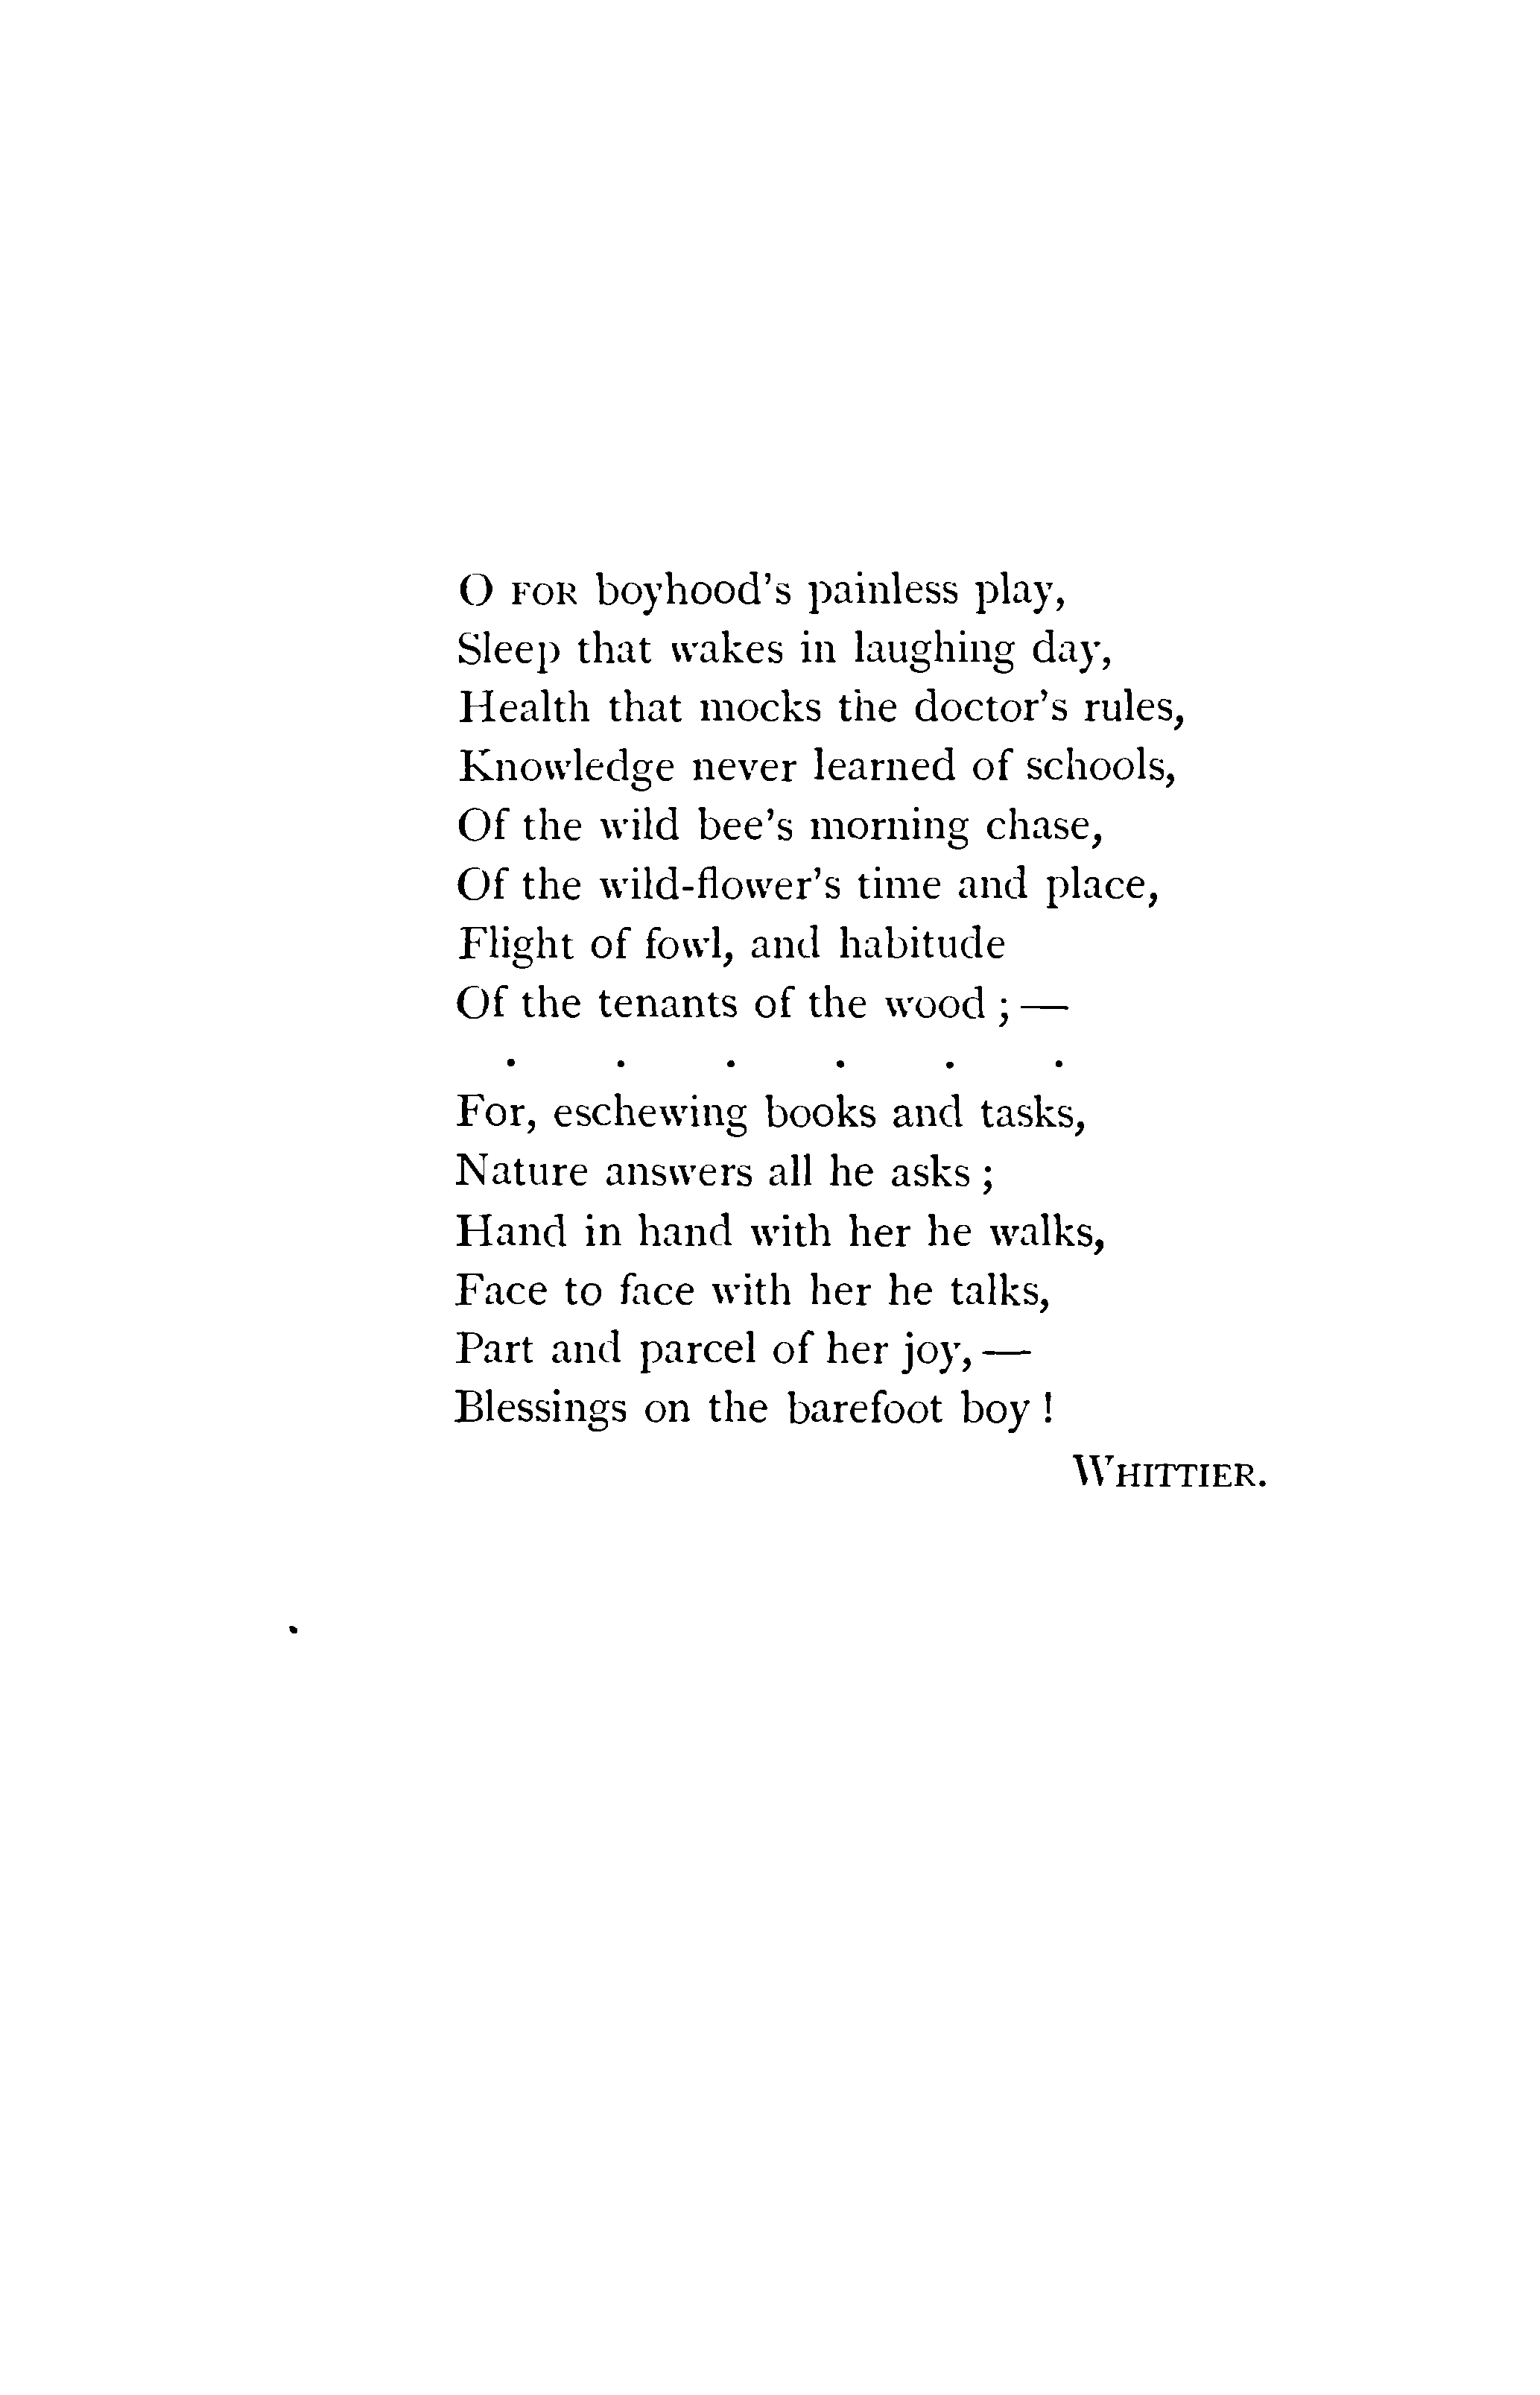 O FOR boyhood's painless play,
Sleep that wakes in laughing day,
Health that mocks the doctor's rules,
Knowledge never learned of schools,
Of the wild bee's morning chase,
Of the wild-flower's time and place,
Flight of fowl, and habitude
Of the tenants of the wood ; —
. . . . . .
For, eschewing books and tasks,
Nature answers all he asks ;
Hand in hand with her he walks,
Face to face with her he talks,
Part and parcel of her joy, —
Blessings on the barefoot boy !
WHITTIER.